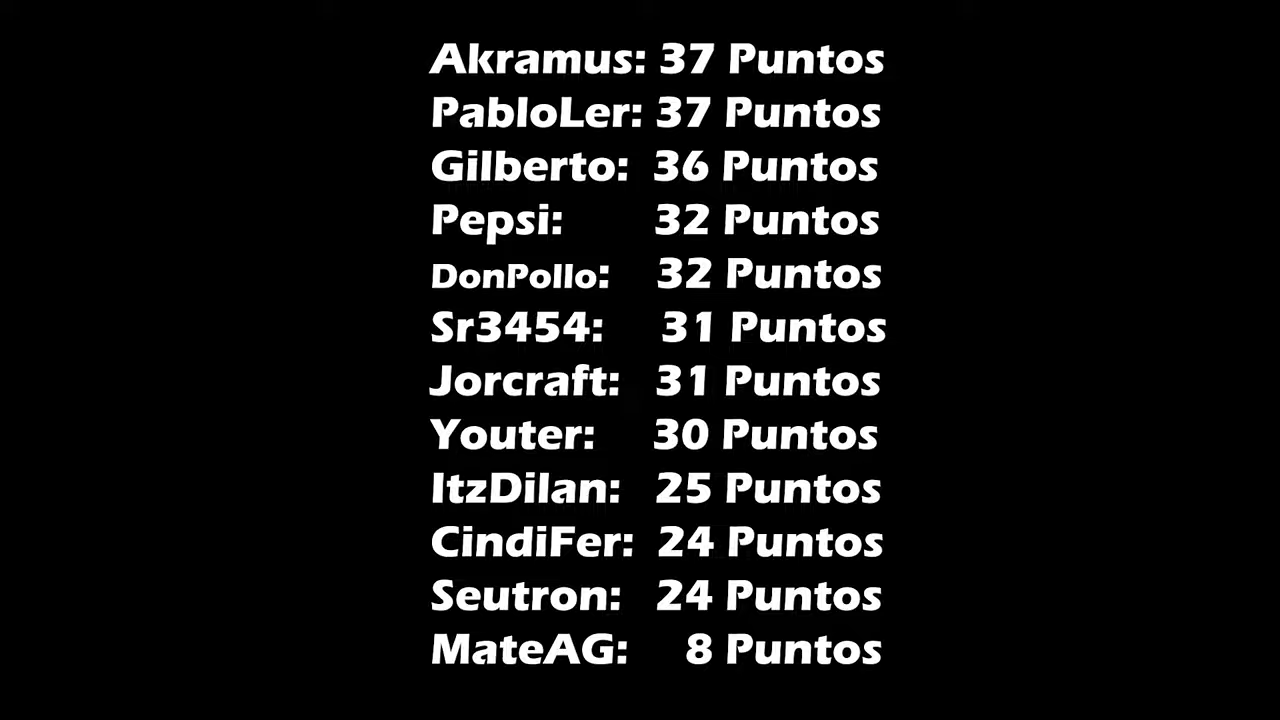 Akramus: 37 Puntos
PabloLer: 37 Puntos
Gilberto: 36 Puntos
Pepsi: 32 Puntos
DonPollo: 32 Puntos
Sr3454: 31 Puntos
Jorcraft: 31 Puntos
Youter: 30 Puntos
ItzDilan: 25 Puntos
CindiFer: 24 Puntos
Seutron: 24 Puntos
MateAG: 8 Puntos